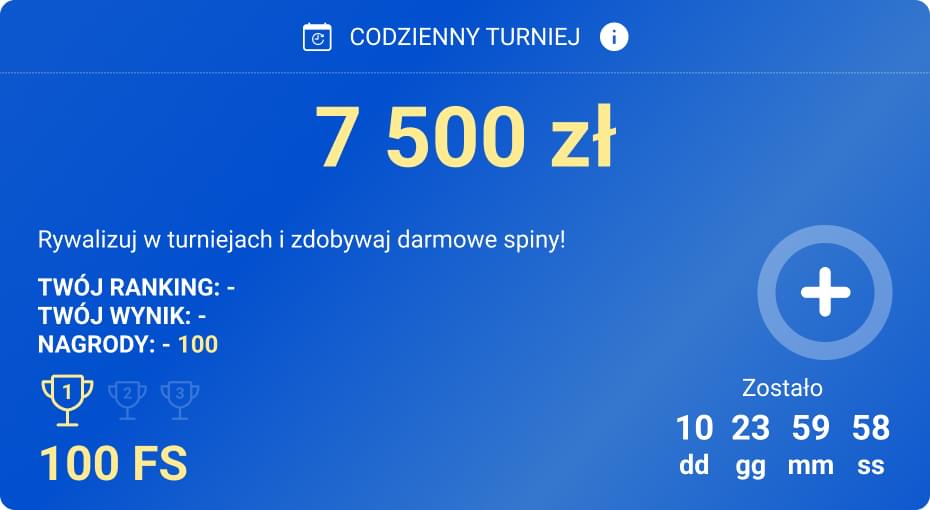 CODZIENNY TURNIEJ i
7 500 zł
Rywalizuj w turniejach i zdobywaj darmowe spiny!
TWÓJ RANKING: -
TWÓJ WYNIK: -
NAGRODY: - 100
1 2 3
100 FS
Zostało
10 23 59 58
dd gg mm ss